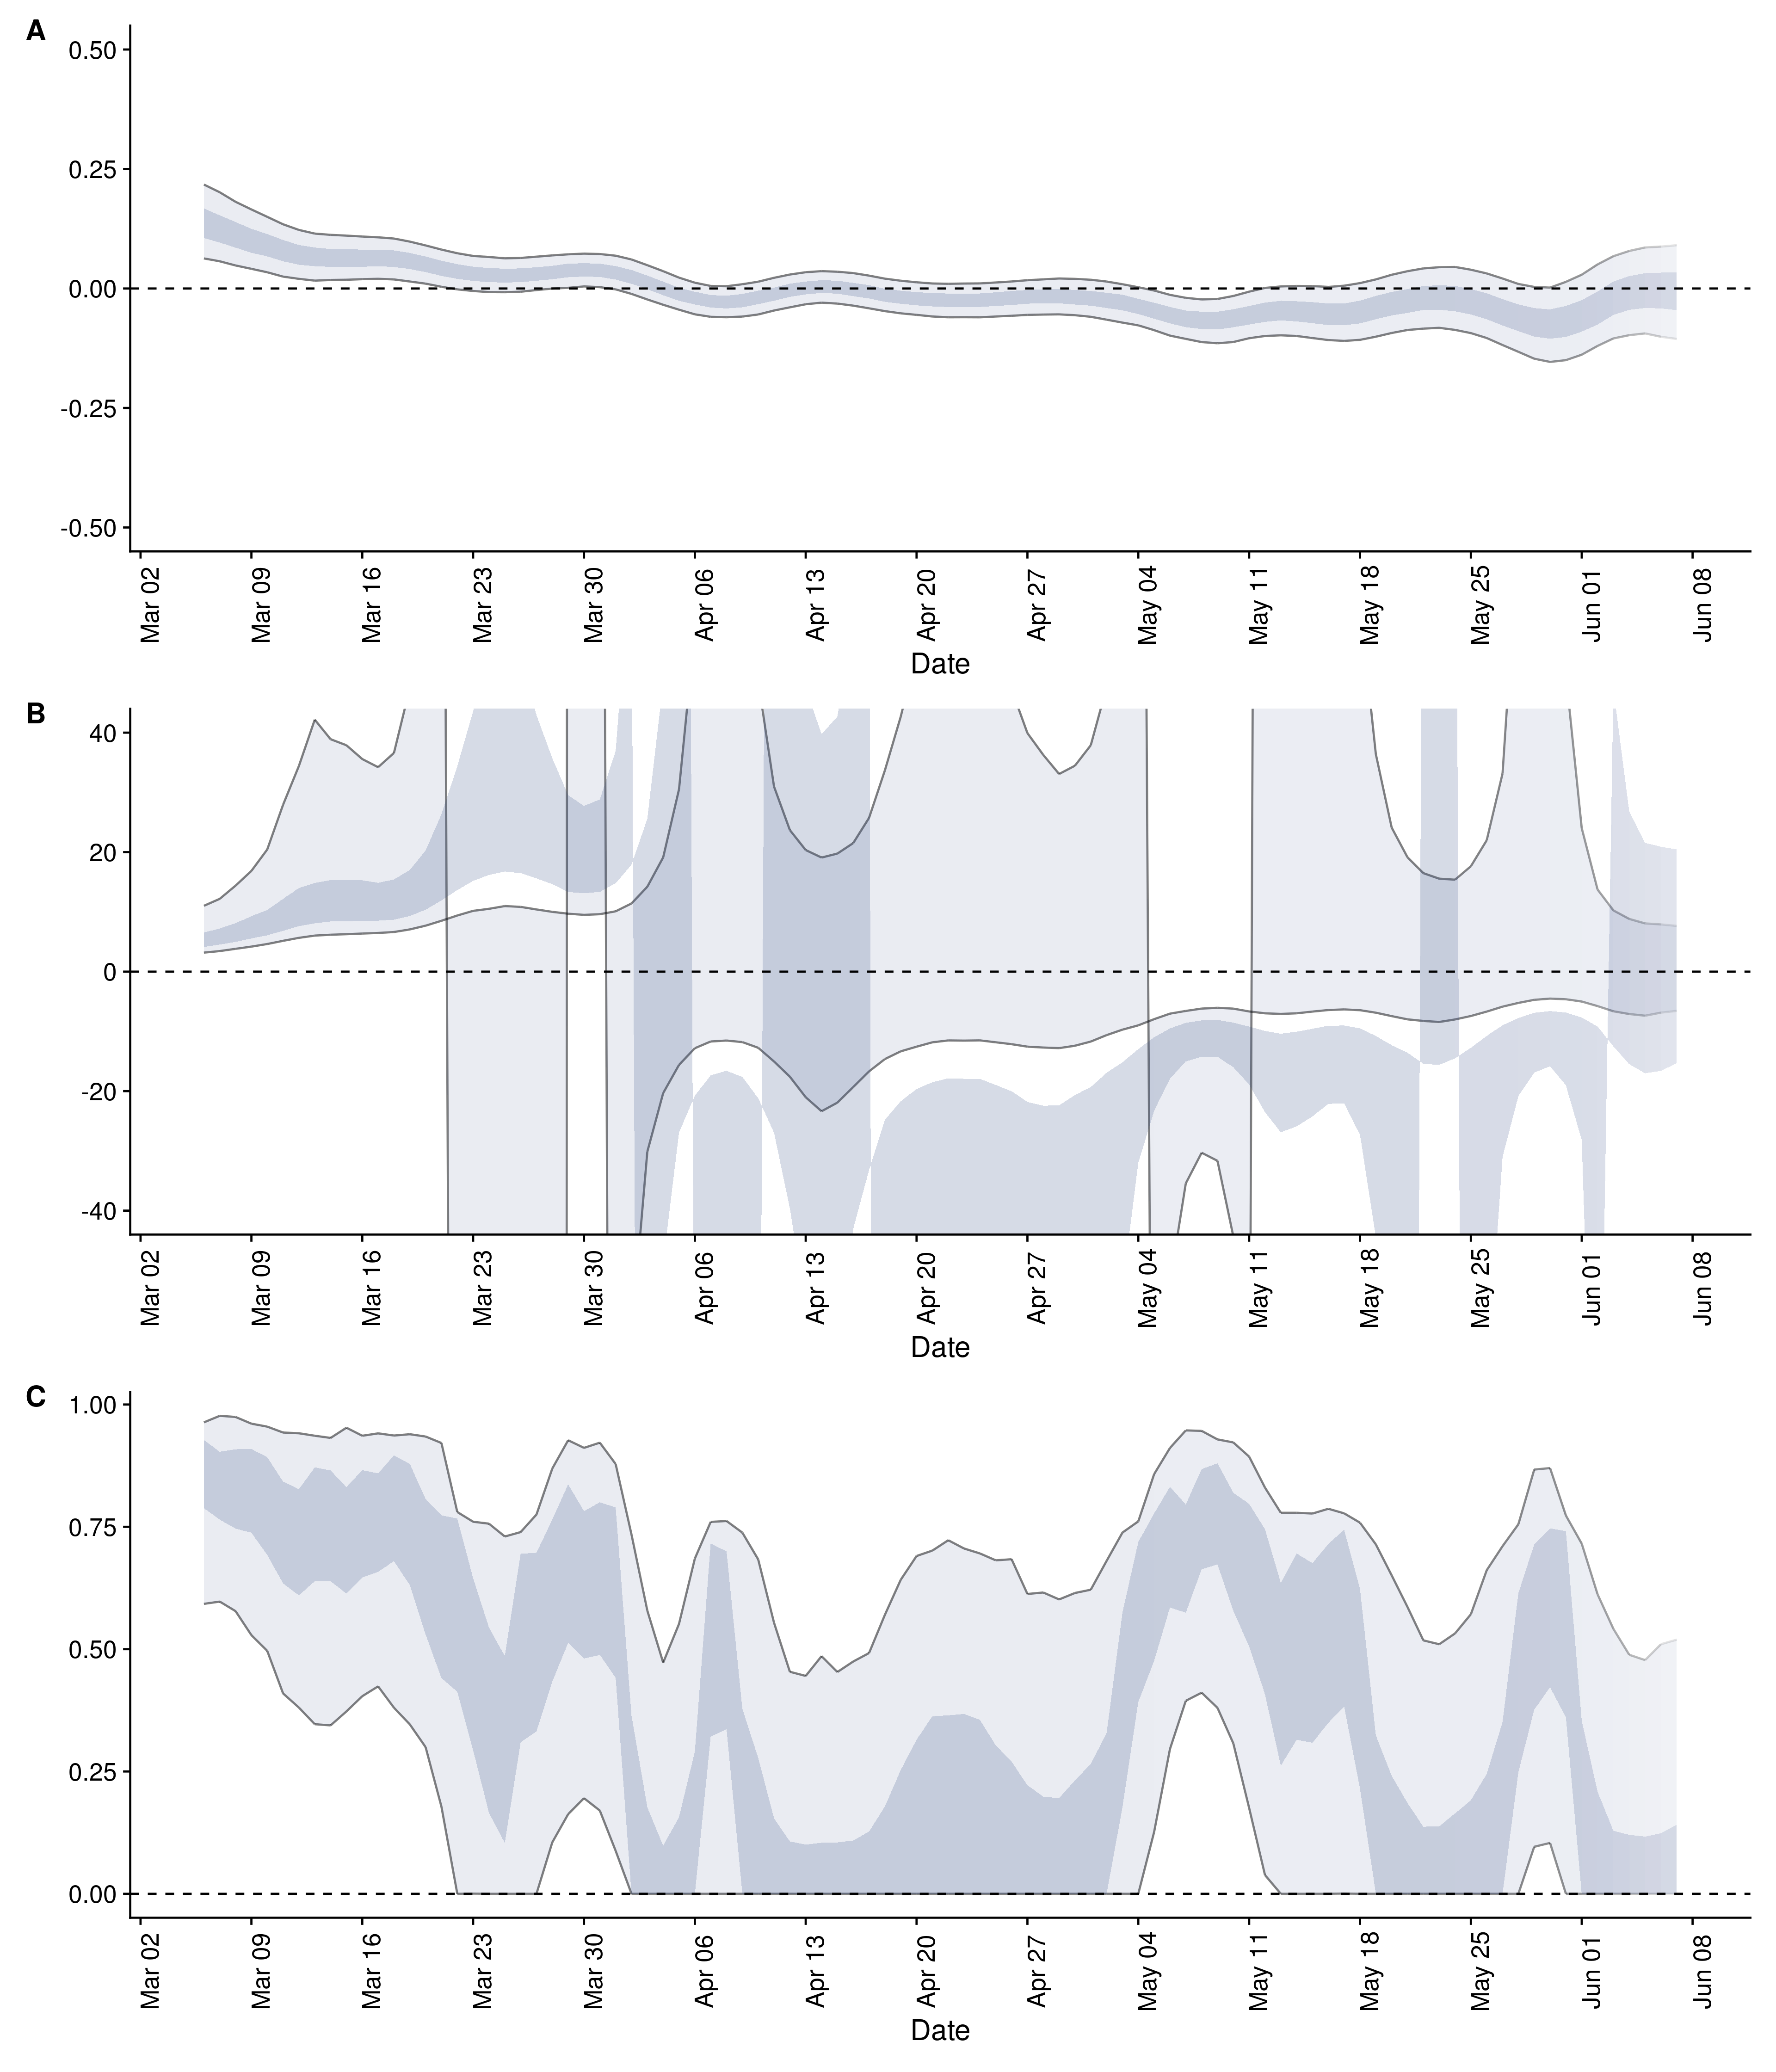 A
0.50
0.25
0.00
-0.25
-0.50
Mar 02
Mar 09
Mar 16
Mar 23
Mar 30
Apr 06
Apr 13
Apr 20
Apr 27
May 04
May 11
May 18
May 25
Jun 01
Jun 08
Date
B
40
20
0
-20
-40
Mar 02
Mar 09
Mar 16
Mar 23
Mar 30
Apr 06
Apr 13
Apr 20
Apr 27
May 04
May 11
May 18
May 25
Jun 01
Jun 08
Date
C
1.00
0.75
0.50
0.25
0.00
Mar 02
Mar 09
Mar 16
Mar 23
Mar 30
Apr 06
Apr 13
Apr 20
Apr 27
May 04
May 11
May 18
May 25
Jun 01
Jun 08
Date